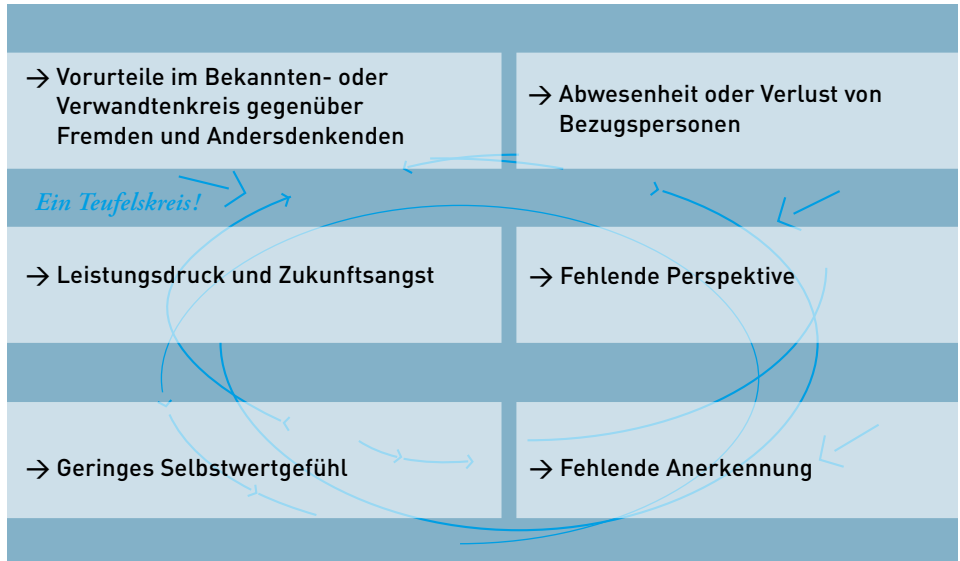 → Vorurteile im Bekannten- oder
Verwandtenkreis gegenüber
Fremden und Andersdenkenden
→ Abwesenheit oder Verlust von
Bezugspersonen
Ein Teufelskreis!
→ Leistungsdruck und Zukunftsangst
→ Fehlende Perspektive
→ Geringes Selbstwertgefühl
→ Fehlende Anerkennung